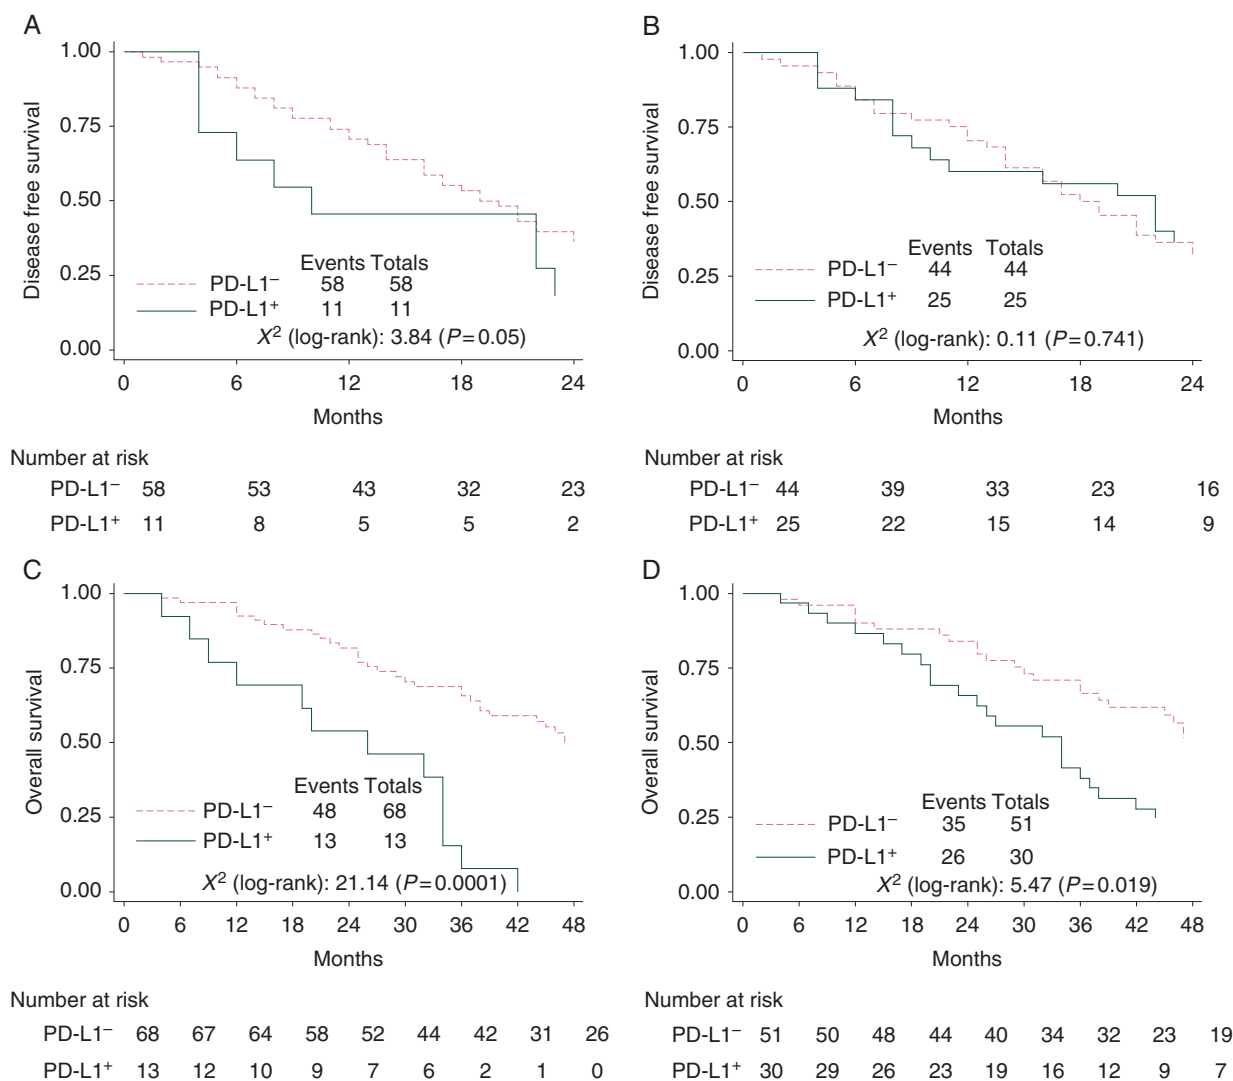 A
Disease free survival
1.00
0.75
0.50
0.25
0.00
Events Totals
PD-L1⁻ 58 58
PD-L1⁺ 11 11
X² (log-rank): 3.84 (P=0.05)
0 6 12 18 24
Months
Number at risk
PD-L1⁻ 58 53 43 32 23
PD-L1⁺ 11 8 5 5 2
B
Disease free survival
1.00
0.75
0.50
0.25
0.00
Events Totals
PD-L1⁻ 44 44
PD-L1⁺ 25 25
X² (log-rank): 0.11 (P=0.741)
0 6 12 18 24
Months
Number at risk
PD-L1⁻ 44 39 33 23 16
PD-L1⁺ 25 22 15 14 9
C
Overall survival
1.00
0.75
0.50
0.25
0.00
Events Totals
PD-L1⁻ 48 68
PD-L1⁺ 13 13
X² (log-rank): 21.14 (P=0.0001)
0 6 12 18 24 30 36 42 48
Months
Number at risk
PD-L1⁻ 68 67 64 58 52 44 42 31 26
PD-L1⁺ 13 12 10 9 7 6 2 1 0
D
Overall survival
1.00
0.75
0.50
0.25
0.00
Events Totals
PD-L1⁻ 35 51
PD-L1⁺ 26 30
X² (log-rank): 5.47 (P=0.019)
0 6 12 18 24 30 36 42 48
Months
Number at risk
PD-L1⁻ 51 50 48 44 40 34 32 23 19
PD-L1⁺ 30 29 26 23 19 16 12 9 7